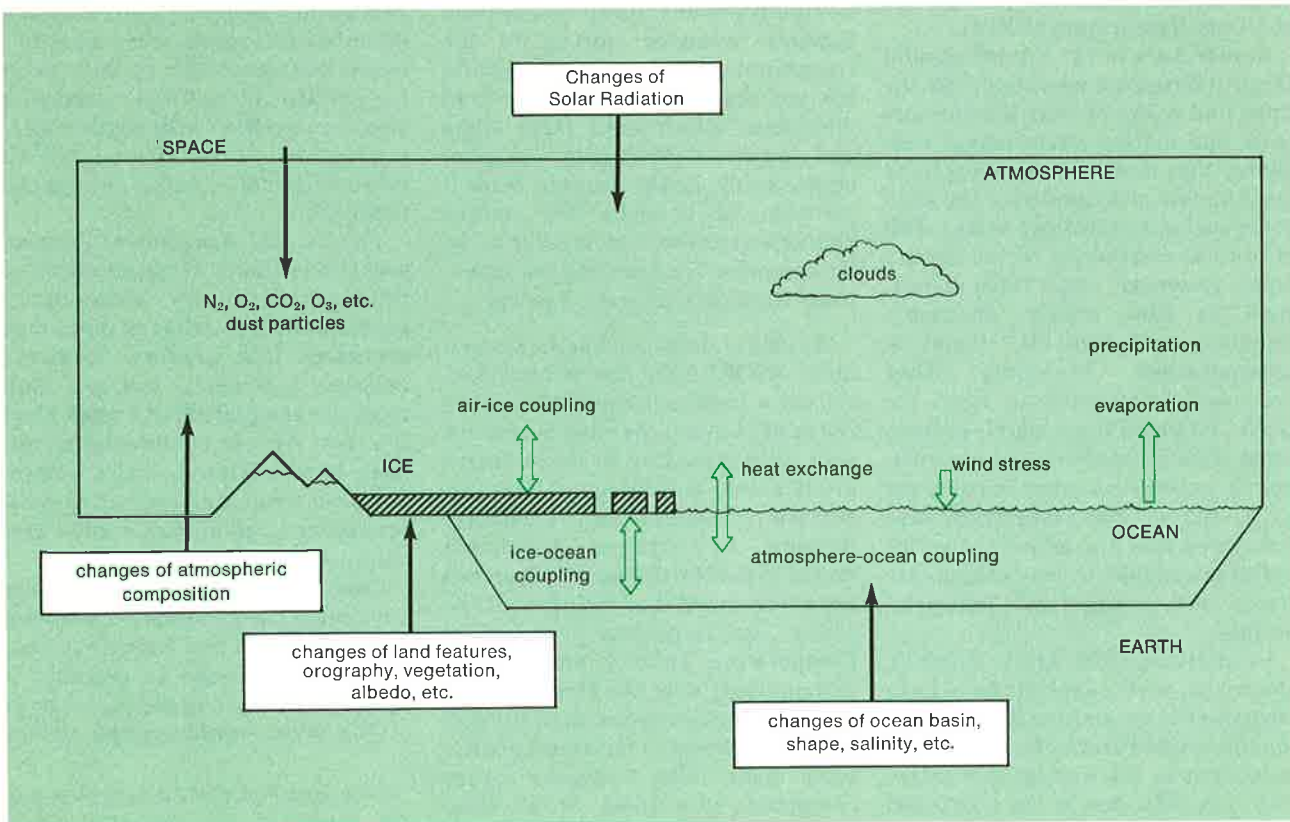 Changes of
Solar Radiation
SPACE
ATMOSPHERE
clouds
N₂, O₂, CO₂, O₃, etc.
dust particles
precipitation
air-ice coupling
evaporation
ICE
heat exchange
wind stress
OCEAN
ice-ocean
coupling
atmosphere-ocean coupling
changes of atmospheric
composition
EARTH
changes of land features,
orography, vegetation,
albedo, etc.
changes of ocean basin,
shape, salinity, etc.